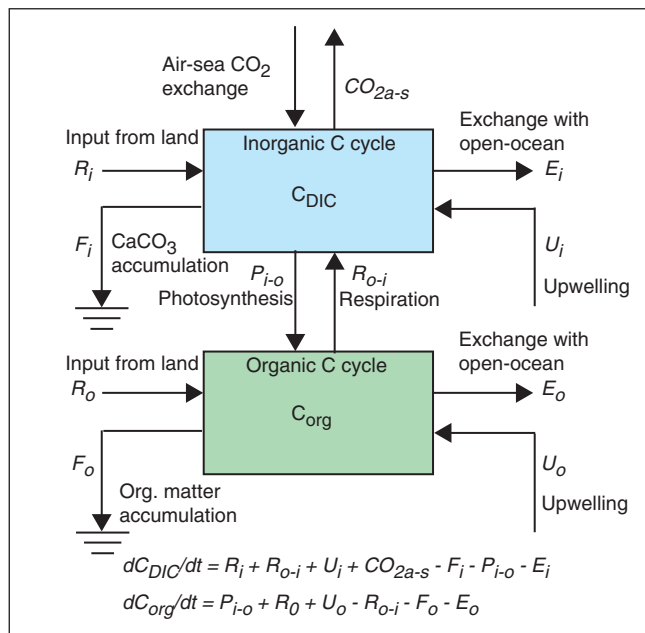 Air-sea CO2
exchange
CO2a-s
Input from land
Ri
Inorganic C cycle
CDIC
Exchange with
open-ocean
Ei
Fi
CaCO3
accumulation
Pi-o
Photosynthesis
Ro-i
Respiration
Ui
Upwelling
Input from land
Ro
Organic C cycle
Corg
Exchange with
open-ocean
Eo
Fo
Org. matter
accumulation
Uo
Upwelling
dCDIC/dt = Ri + Ro-i + Ui + CO2a-s - Fi - Pi-o - Ei
dCorg/dt = Pi-o + R0 + Uo - Ro-i - Fo - Eo